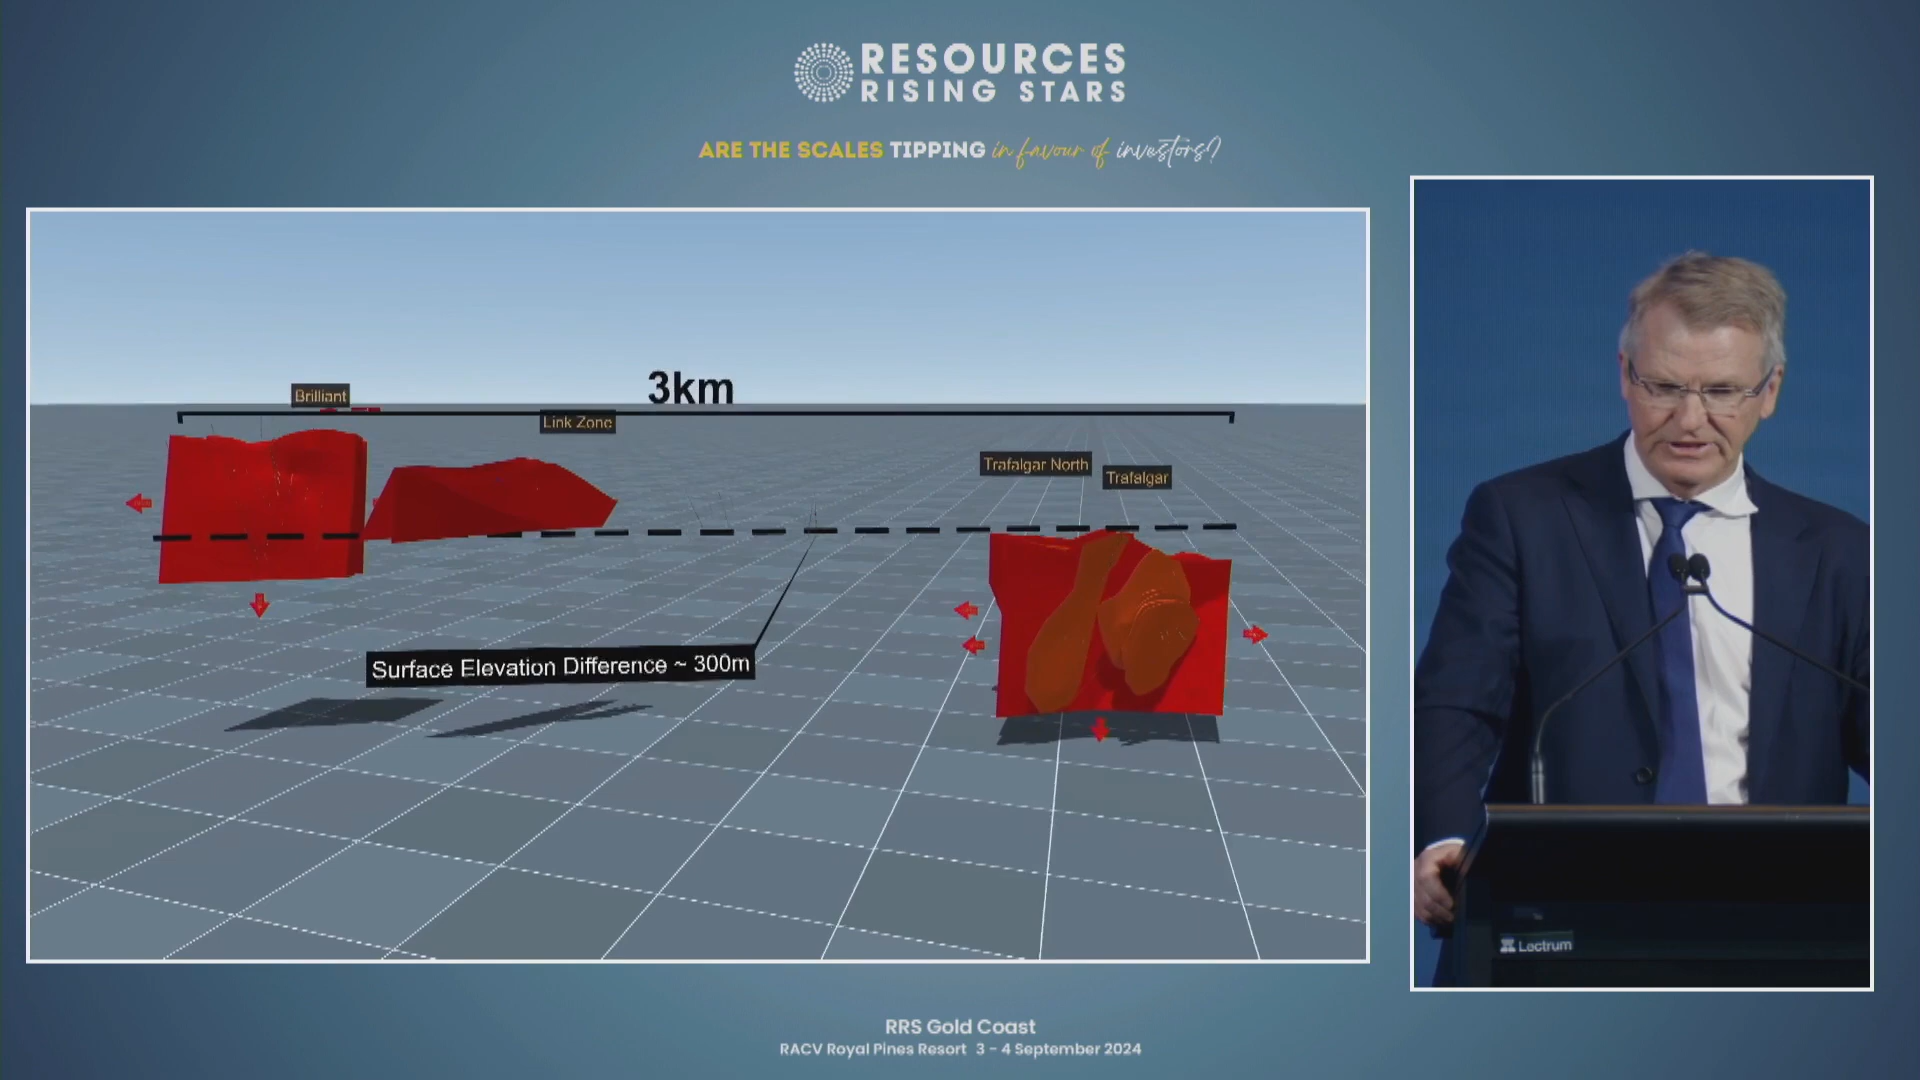 RESOURCES
RISING STARS
ARE THE SCALES TIPPING in favour of investors?
3km
Brilliant
Link Zone
Trafalgar North
Trafalgar
Surface Elevation Difference ~ 300m
Lectrum
RRS Gold Coast
RACV Royal Pines Resort 3 - 4 September 2024